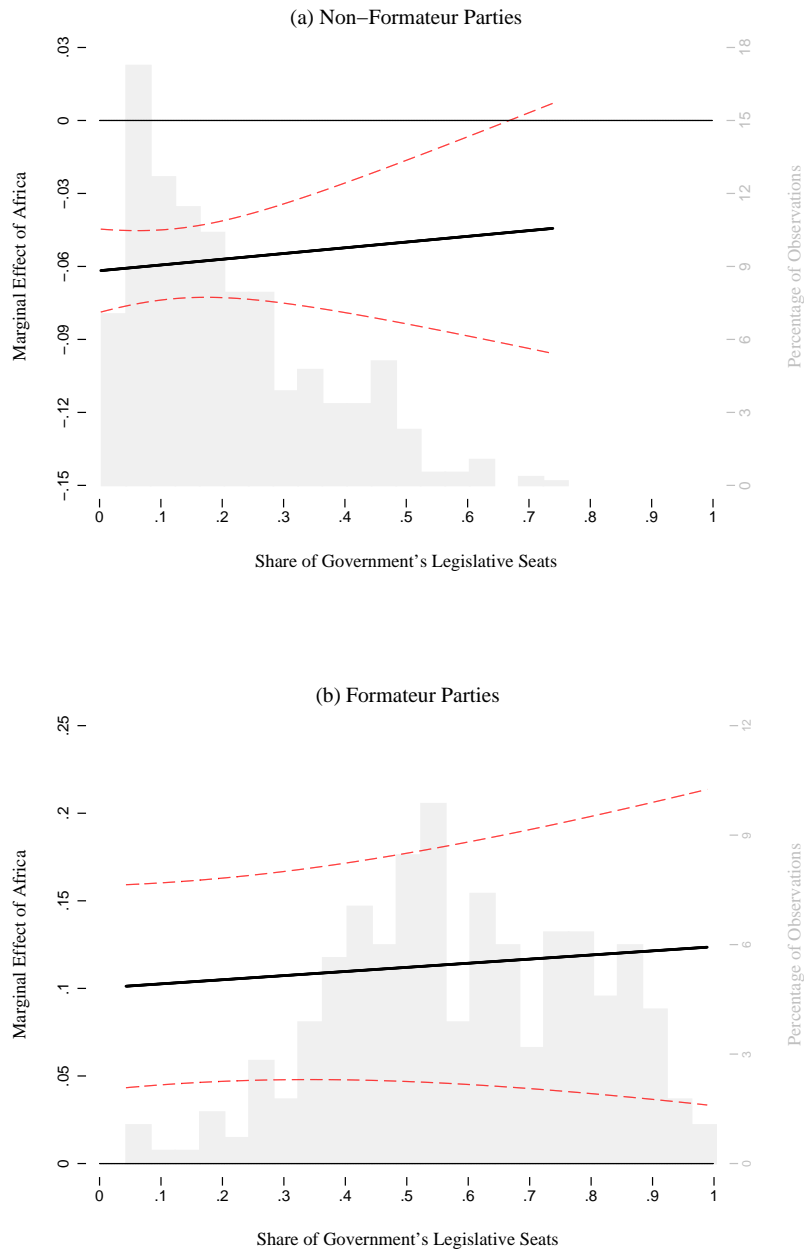 (a) Non−Formateur Parties
.03
0
−.03
−.06
−.09
−.12
−.15
Marginal Effect of Africa
18
15
12
9
6
3
0
Percentage of Observations
0 .1 .2 .3 .4 .5 .6 .7 .8 .9 1
Share of Government's Legislative Seats
(b) Formateur Parties
.25
.2
.15
.1
.05
0
Marginal Effect of Africa
12
9
6
3
0
Percentage of Observations
0 .1 .2 .3 .4 .5 .6 .7 .8 .9 1
Share of Government's Legislative Seats